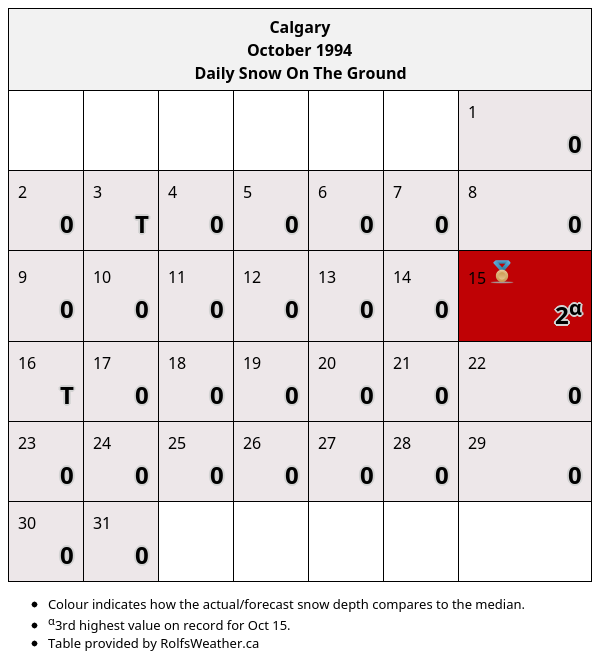 Calgary
October 1994
Daily Snow On The Ground
1
0
2 3 4 5 6 7 8
0 T 0 0 0 0 0
9 10 11 12 13 14 15
0 0 0 0 0 0 2α
16 17 18 19 20 21 22
T 0 0 0 0 0 0
23 24 25 26 27 28 29
0 0 0 0 0 0 0
30 31
0 0
Colour indicates how the actual/forecast snow depth compares to the median.
α3rd highest value on record for Oct 15.
Table provided by RolfsWeather.ca